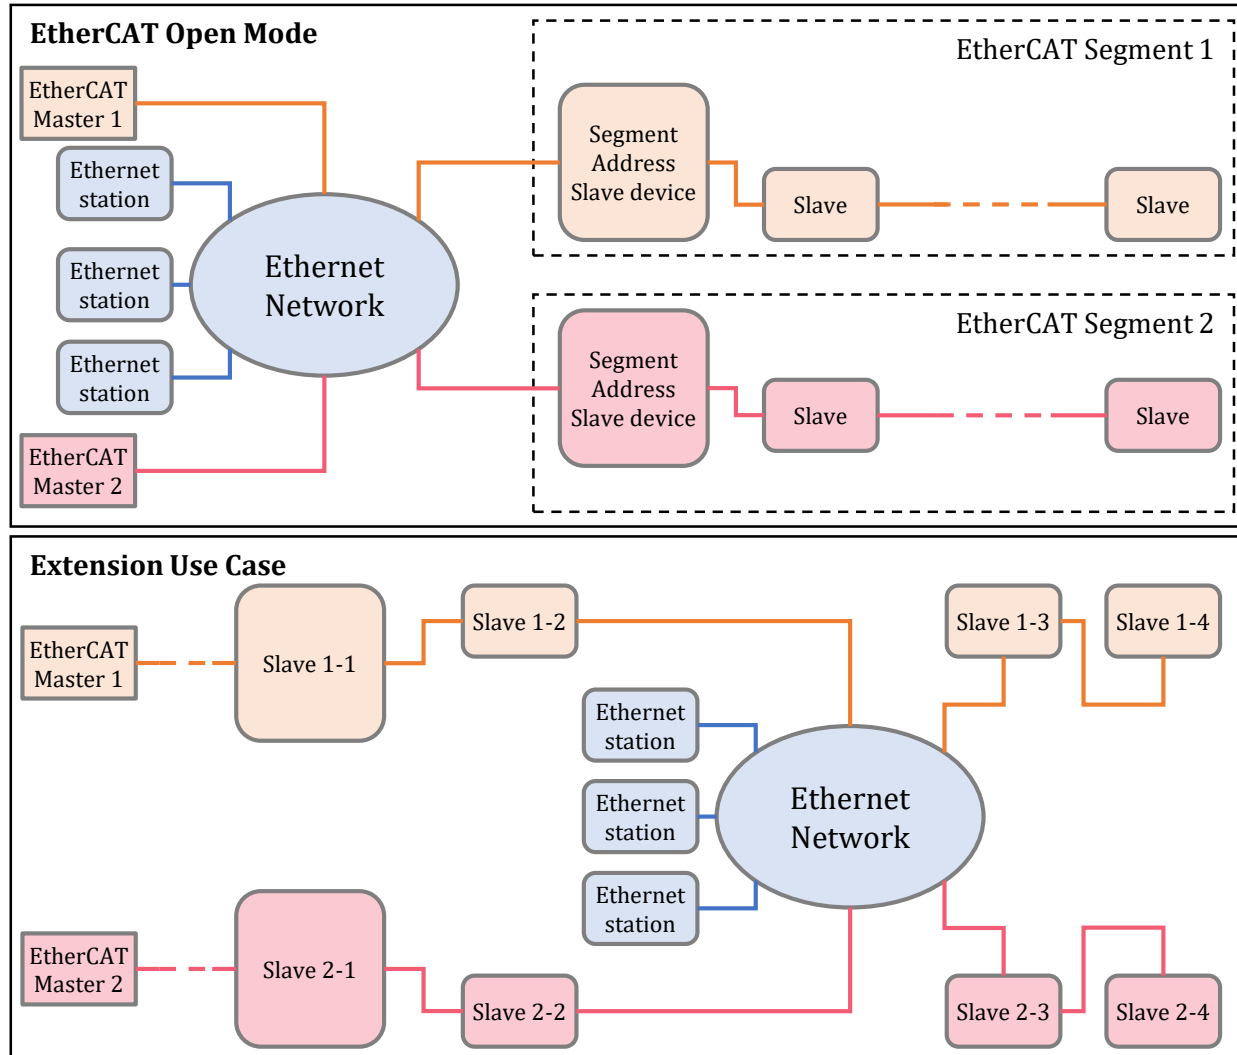 EtherCAT Open Mode
EtherCAT
Master 1
Ethernet
station
Ethernet
station
Ethernet
station
EtherCAT
Master 2
Ethernet
Network
EtherCAT Segment 1
Segment
Address
Slave device
Slave
Slave
EtherCAT Segment 2
Segment
Address
Slave device
Slave
Slave
Extension Use Case
EtherCAT
Master 1
Slave 1-1
Slave 1-2
Slave 1-3
Slave 1-4
Ethernet
station
Ethernet
station
Ethernet
station
Ethernet
Network
EtherCAT
Master 2
Slave 2-1
Slave 2-2
Slave 2-3
Slave 2-4